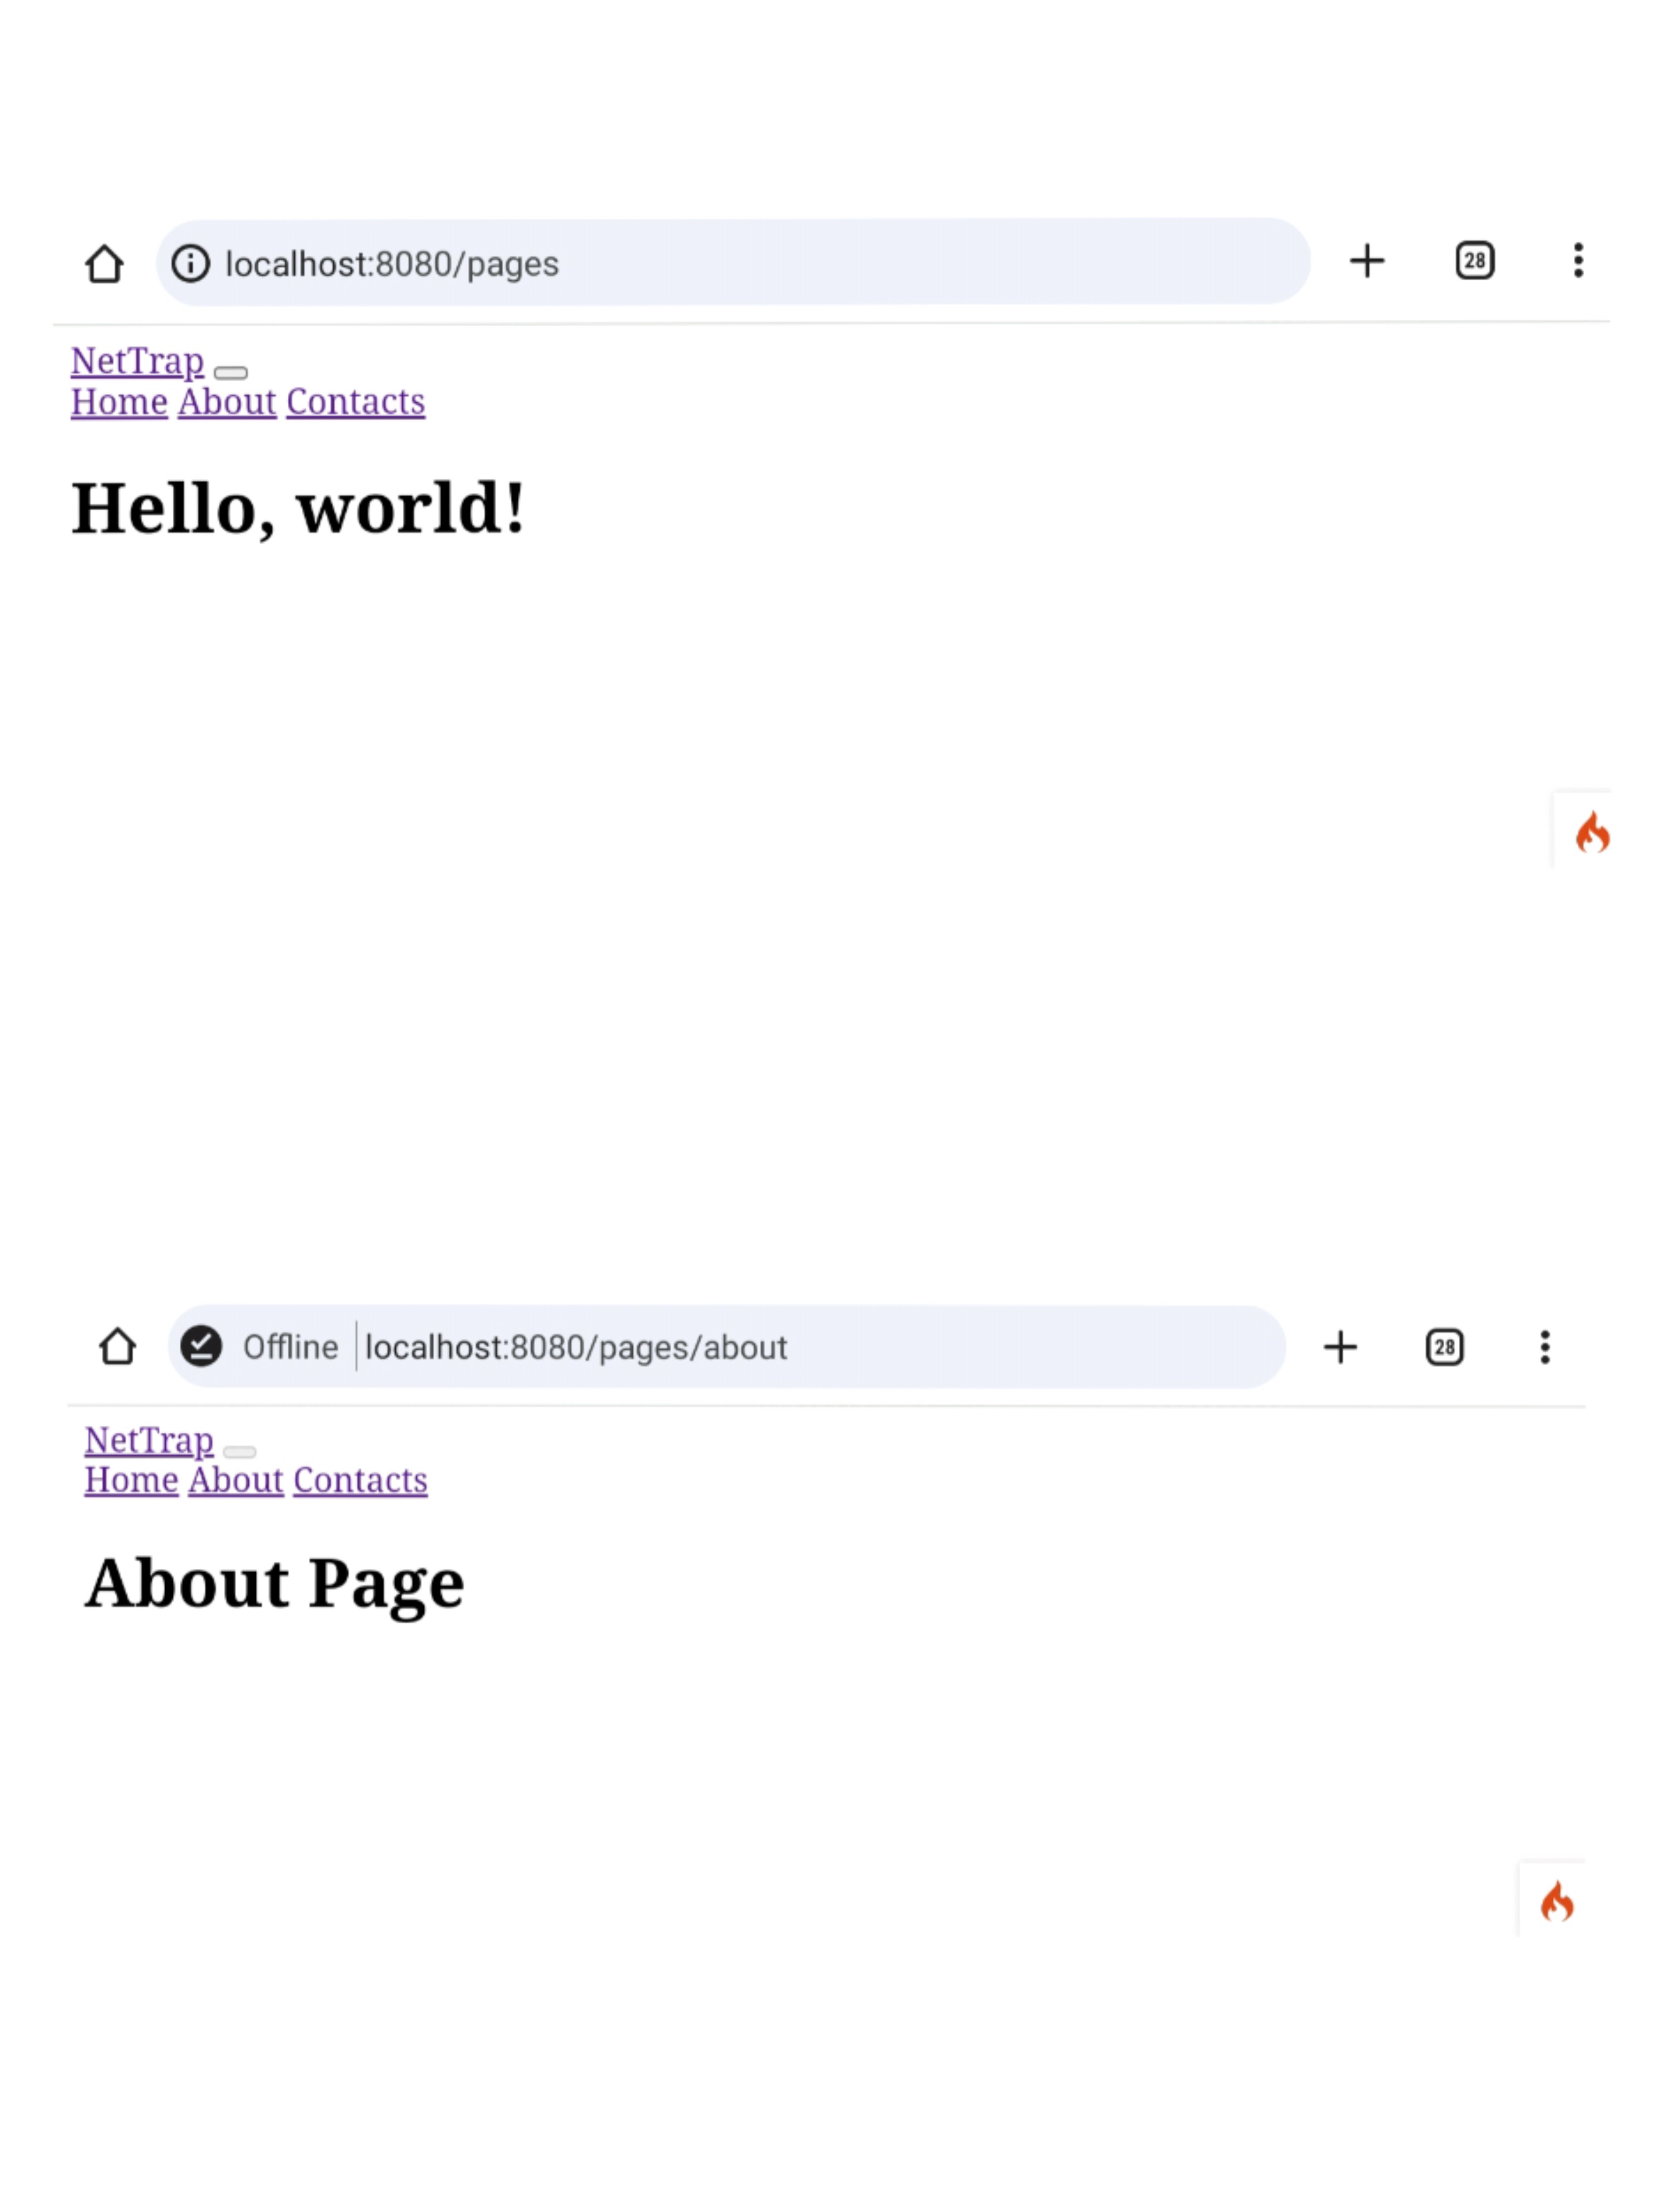 localhost:8080/pages
28
NetTrap
Home About Contacts
Hello, world!
Offline localhost:8080/pages/about
28
NetTrap
Home About Contacts
About Page